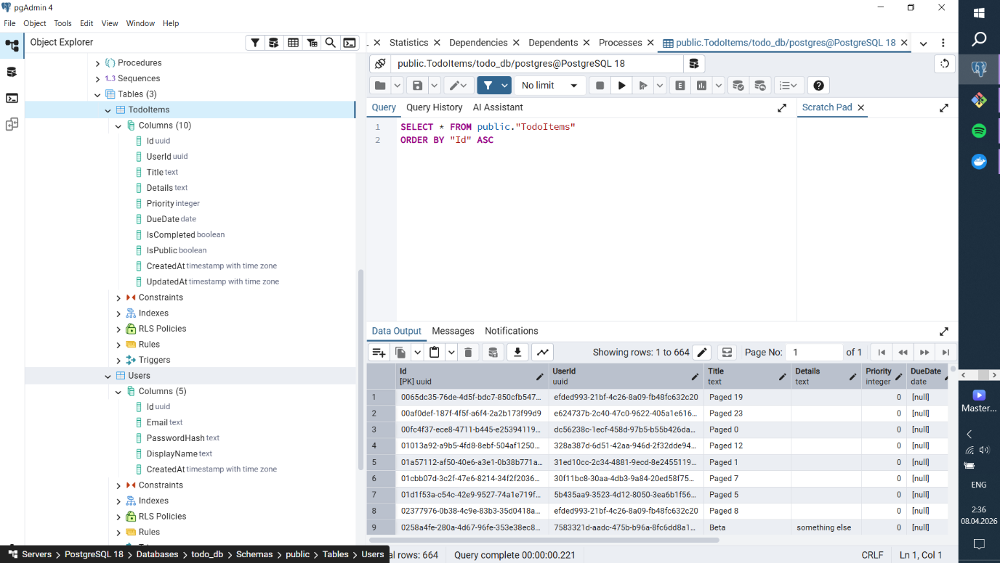 pgAdmin 4
File Object Tools Edit View Window Help
Object Explorer
Procedures
1..3 Sequences
Tables (3)
TodoItems
Columns (10)
Id uuid
UserId uuid
Title text
Details text
Priority integer
DueDate date
IsCompleted boolean
IsPublic boolean
CreatedAt timestamp with time zone
UpdatedAt timestamp with time zone
Constraints
Indexes
RLS Policies
Rules
Triggers
Users
Columns (5)
Id uuid
Email text
PasswordHash text
DisplayName text
CreatedAt timestamp with time zone
Constraints
Indexes
RLS Policies
Rules
Servers > PostgreSQL 18 > Databases > todo_db > Schemas > public > Tables > Users
Statistics Dependencies Dependents Processes public.TodoItems/todo_db/postgres@PostgreSQL 18
public.TodoItems/todo_db/postgres@PostgreSQL 18
No limit
Query Query History AI Assistant
Scratch Pad
1 SELECT * FROM public."TodoItems"
2 ORDER BY "Id" ASC
Data Output Messages Notifications
Showing rows: 1 to 664 Page No: 1 of 1
Id UserId Title Details Priority DueDate
[PK] uuid uuid text text integer date
1 0065dc35-76de-4d5f-bdc7-850cfb547... efded993-21bf-4c26-8a09-fb48fc632c20 Paged 19 0 [null]
2 00af0def-187f-4f5f-a6f4-2a2b173f99d9 e624737b-2c40-47c0-9622-405a1e616... Paged 23 0 [null]
3 00fc4f37-ece8-4711-b445-e25394119... dc56238c-1ecf-458d-97b5-b55b426da... Paged 0 0 [null]
4 01013a92-a9b5-4fd8-8ebf-504af1250... 328a387d-6d51-42aa-946d-2f32dde94... Paged 12 0 [null]
5 01a57112-af50-40e6-a3e1-0b38b771a... 31ed10cc-2c34-4881-9ecd-8e2455119... Paged 1 0 [null]
6 01cbb07d-3c2f-47e6-8214-34f2f2036... 30f11bc8-30aa-4db3-9a84-20ed58f75... Paged 7 0 [null]
7 01d1f53a-c54c-42e9-9527-74a1e719f... 5b435aa9-3523-4d12-8050-3ea6b1f56... Paged 5 0 [null]
8 02377976-0b38-4c9e-83b3-35d0418a... efded993-21bf-4c26-8a09-fb48fc632c20 Paged 8 0 [null]
9 0258a4fe-280a-4d67-96fe-353e38ec8... 7583321d-aadc-475b-b96a-8fc6dd8a1... Beta something else 0 [null]
al rows: 664 Query complete 00:00:00.221 CRLF Ln 1, Col 1
Master...
ENG
2:36
08.04.2026